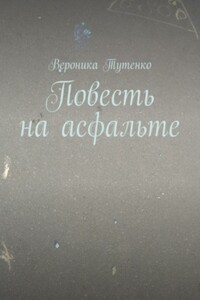 Вероника Тутенко
Повесть
на асфальте